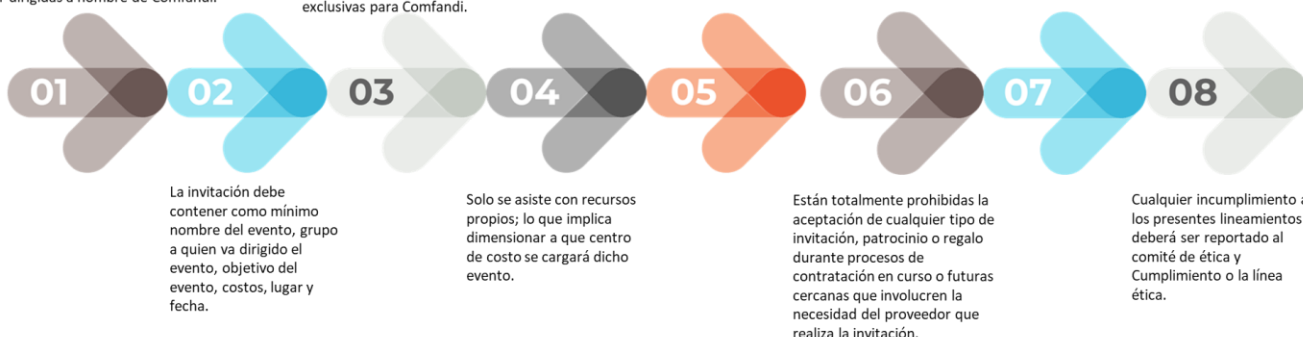 dirigidas a nombre de Comfandi.
exclusivas para Comfandi.
01
02
03
04
05
06
07
08
La invitación debe
contener como mínimo
nombre del evento, grupo
a quien va dirigido el
evento, objetivo del
evento, costos, lugar y
fecha.
Solo se asiste con recursos
propios; lo que implica
dimensionar a que centro
de costo se cargará dicho
evento.
Están totalmente prohibidas la
aceptación de cualquier tipo de
invitación, patrocinio o regalo
durante procesos de
contratación en curso o futuras
cercanas que involucren la
necesidad del proveedor que
realiza la invitación.
Cualquier incumplimiento a
los presentes lineamientos
deberá ser reportado al
comité de ética y
Cumplimiento o la línea
ética.